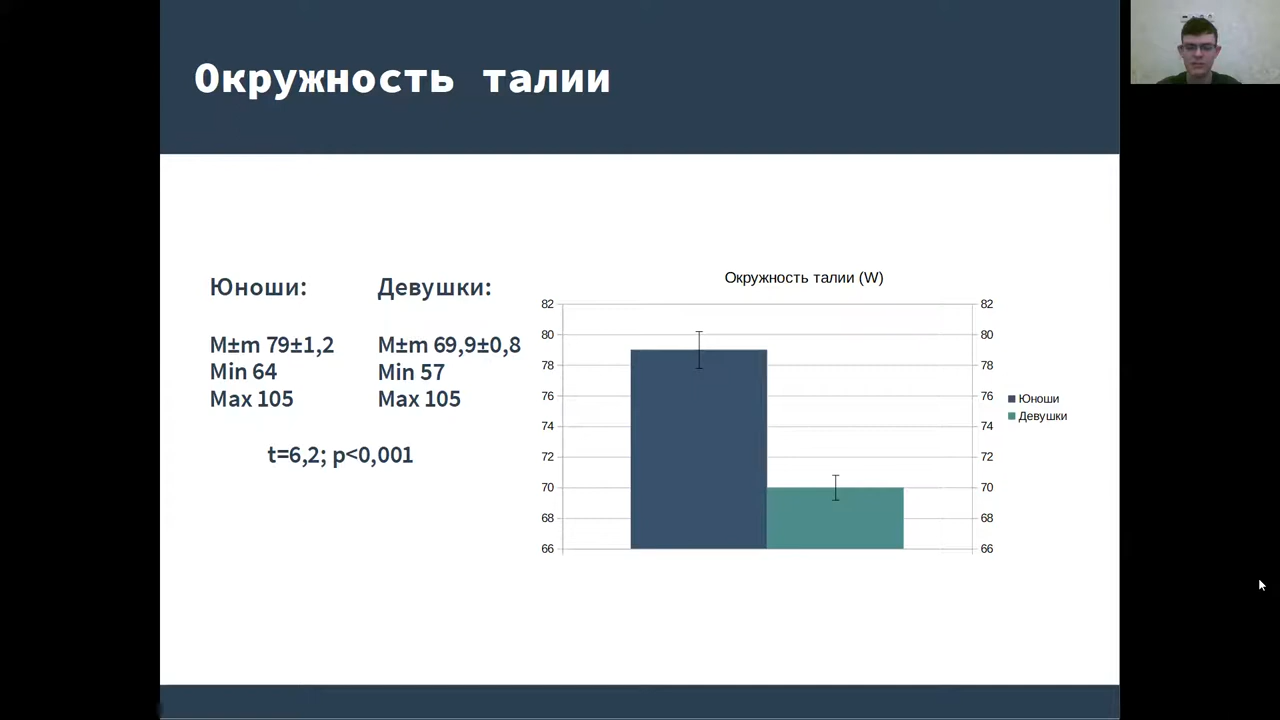 Окружность талии
Юноши:
Девушки:
M±m 79±1,2
Min 64
Max 105
M±m 69,9±0,8
Min 57
Max 105
t=6,2; p<0,001
Окружность талии (W)
82
80
78
76
74
72
70
68
66
82
80
78
76
74
72
70
68
66
Юноши
Девушки